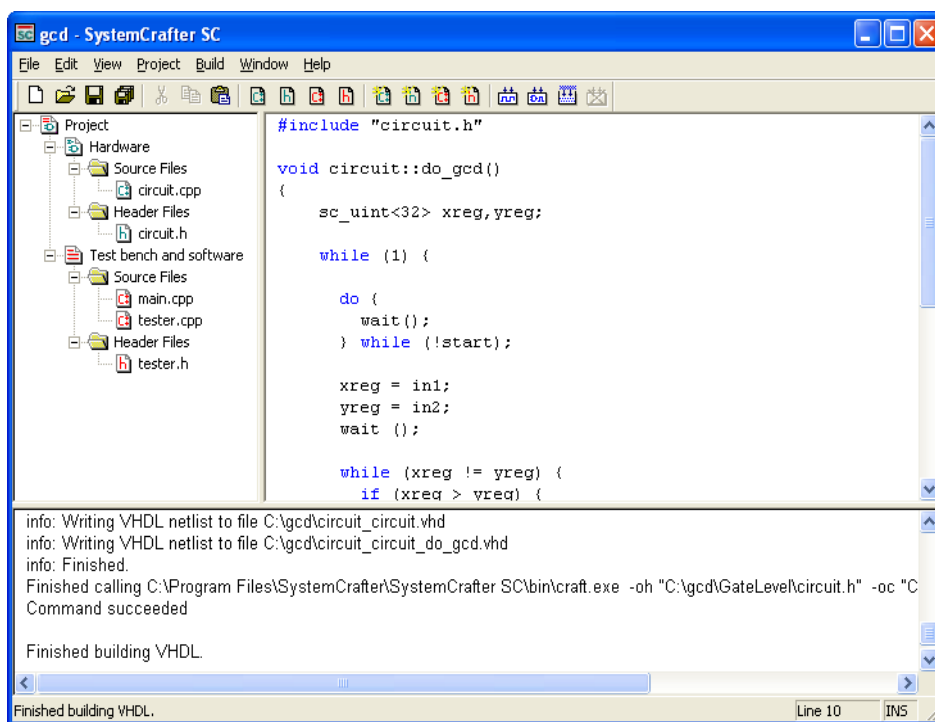 gcd - SystemCrafter SC
File Edit View Project Build Window Help
Project
Hardware
Source Files
circuit.cpp
Header Files
circuit.h
Test bench and software
Source Files
main.cpp
tester.cpp
Header Files
tester.h
#include "circuit.h"
void circuit::do_gcd()
{
sc_uint<32> xreg,yreg;
while (1) {
do {
wait();
} while (!start);
xreg = in1;
yreg = in2;
wait ();
while (xreg != yreg) {
if (xreg > yreg) {
info: Writing VHDL netlist to file C:\gcd\circuit_circuit.vhd
info: Writing VHDL netlist to file C:\gcd\circuit_circuit_do_gcd.vhd
info: Finished.
Finished calling C:\Program Files\SystemCrafter\SystemCrafter SC\bin\craft.exe -oh "C:\gcd\GateLevel\circuit.h" -oc "C
Command succeeded
Finished building VHDL.
Finished building VHDL. Line 10 INS